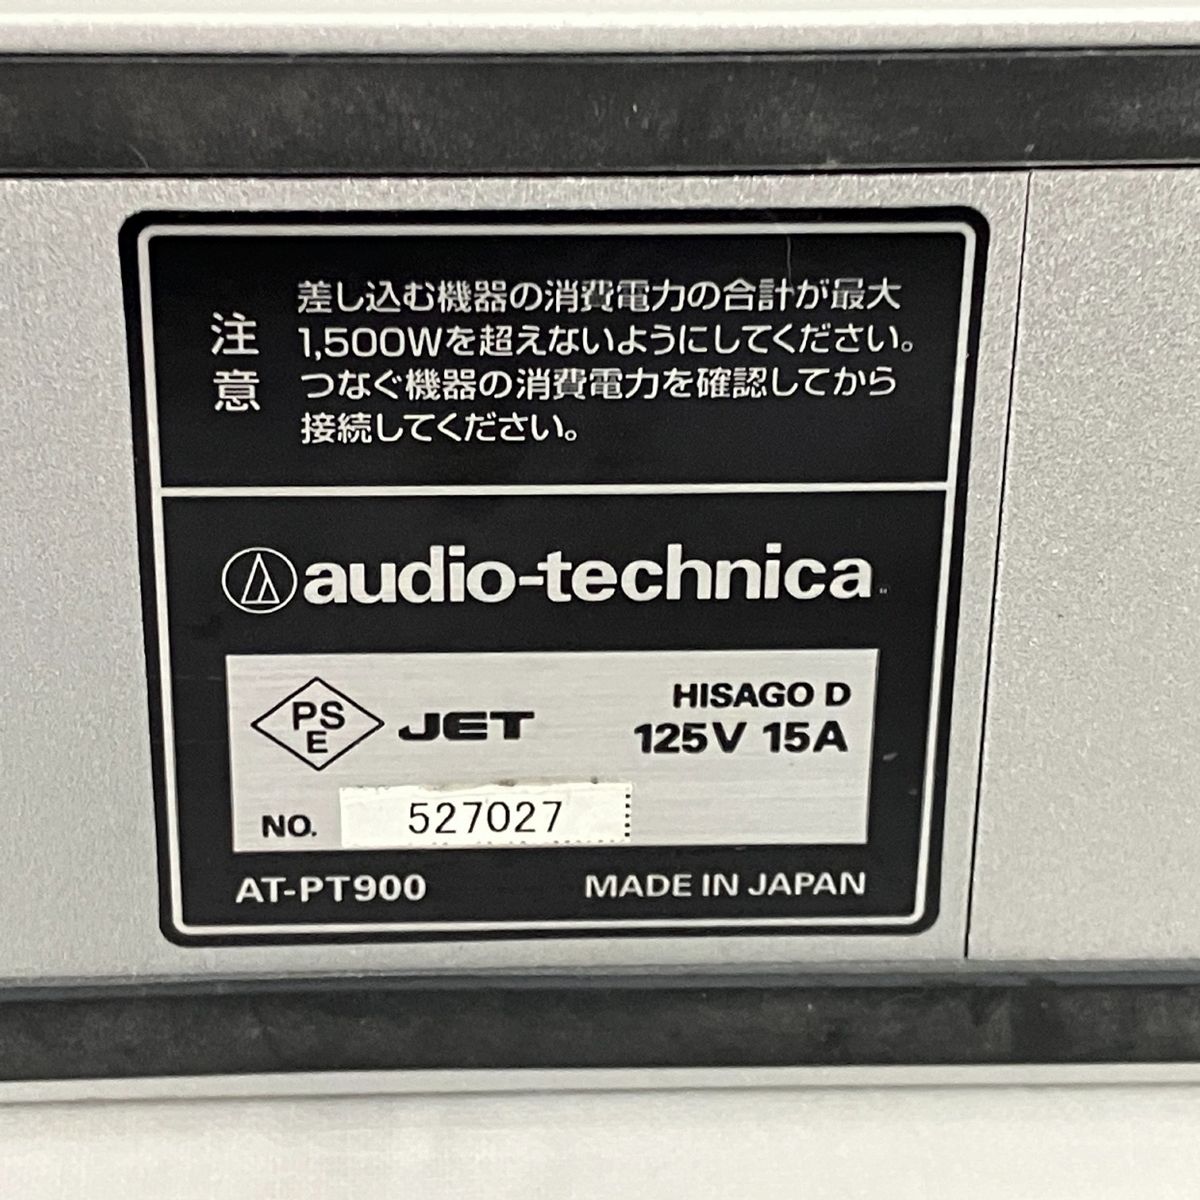 注意
差し込む機器の消費電力の合計が最大
1,500Wを超えないようにしてください。
つなぐ機器の消費電力を確認してから
接続してください。
audio-technica
PS
E
JET
HISAGO D
125V 15A
NO. 527027
AT-PT900
MADE IN JAPAN